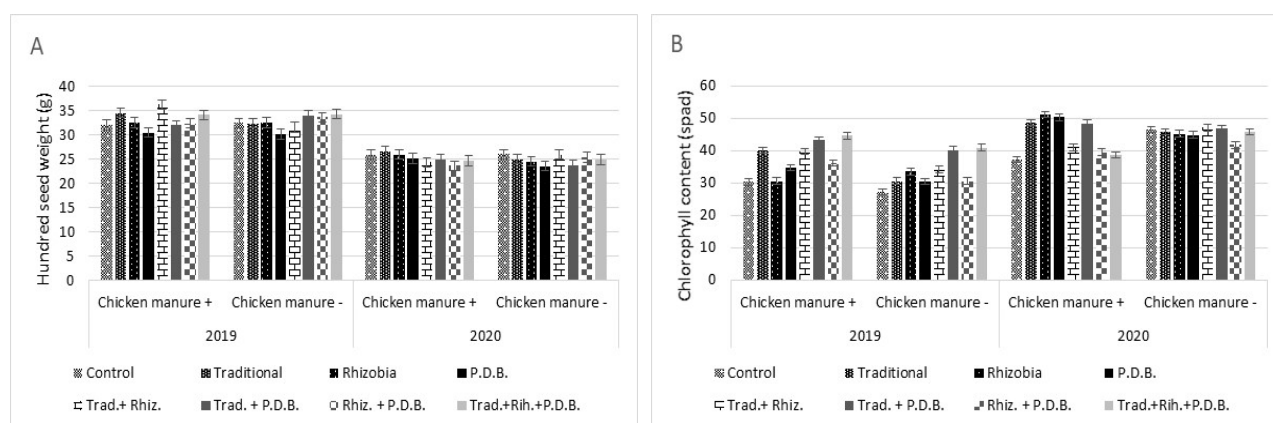 A
Hundred seed weight (g)
40
35
30
25
20
15
10
5
0
Chicken manure + Chicken manure - Chicken manure + Chicken manure -
2019 2020
Control Traditional Rhizobia P.D.B.
Trad.+ Rhiz. Trad. + P.D.B. Rhiz. + P.D.B. Trad.+Rih.+P.D.B.
B
Chlorophyll content (spad)
60
50
40
30
20
10
0
Chicken manure + Chicken manure - Chicken manure + Chicken manure -
2019 2020
Control Traditional Rhizobia P.D.B.
Trad.+ Rhiz. Trad. + P.D.B. Rhiz. + P.D.B. Trad.+Rih.+P.D.B.